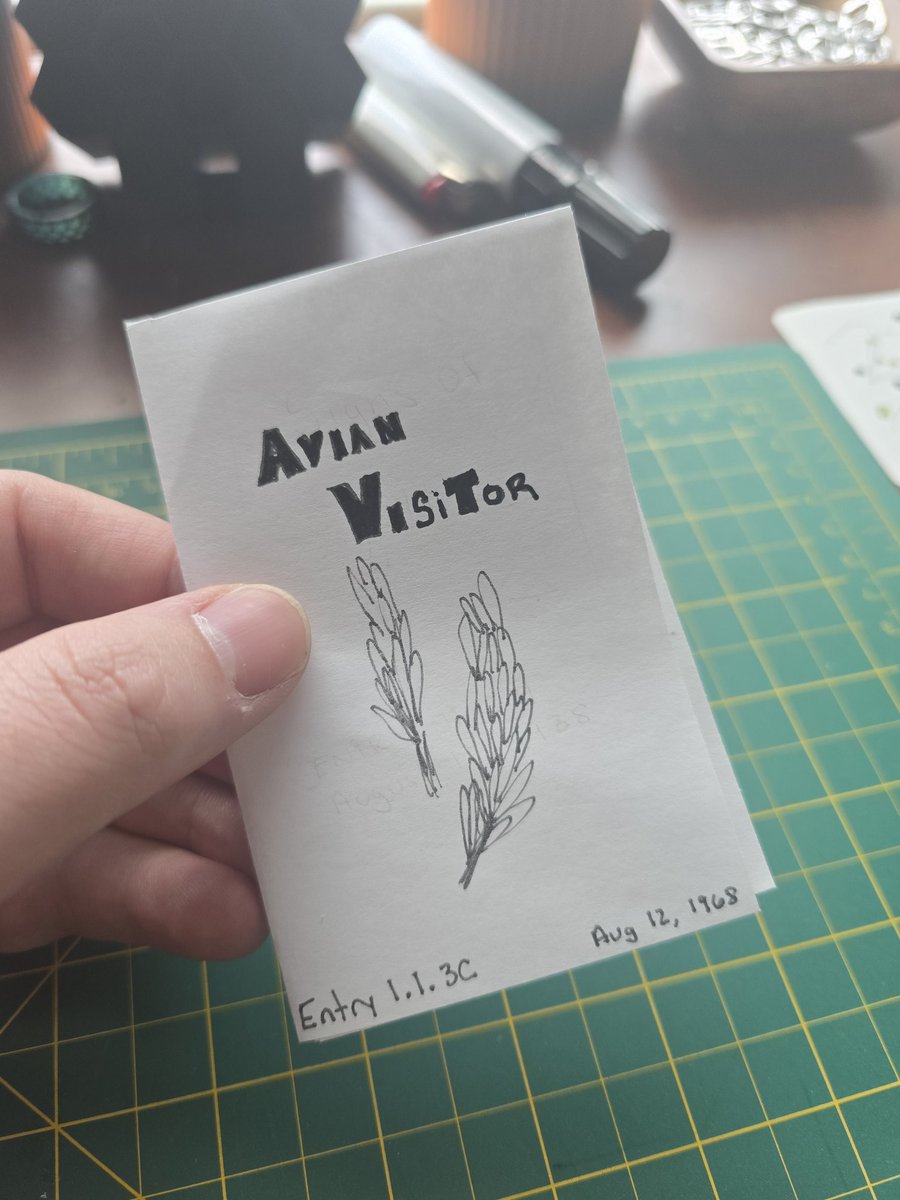 AVIAN
VISiTOR
Entry 1.1.3C
Aug 12, 1968